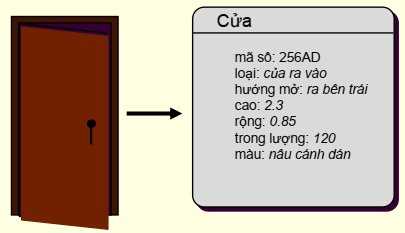 Cửa
mã số: 256AD
loại: của ra vào
hướng mở: ra bên trái
cao: 2.3
rộng: 0.85
trong lượng: 120
màu: nâu cánh dán